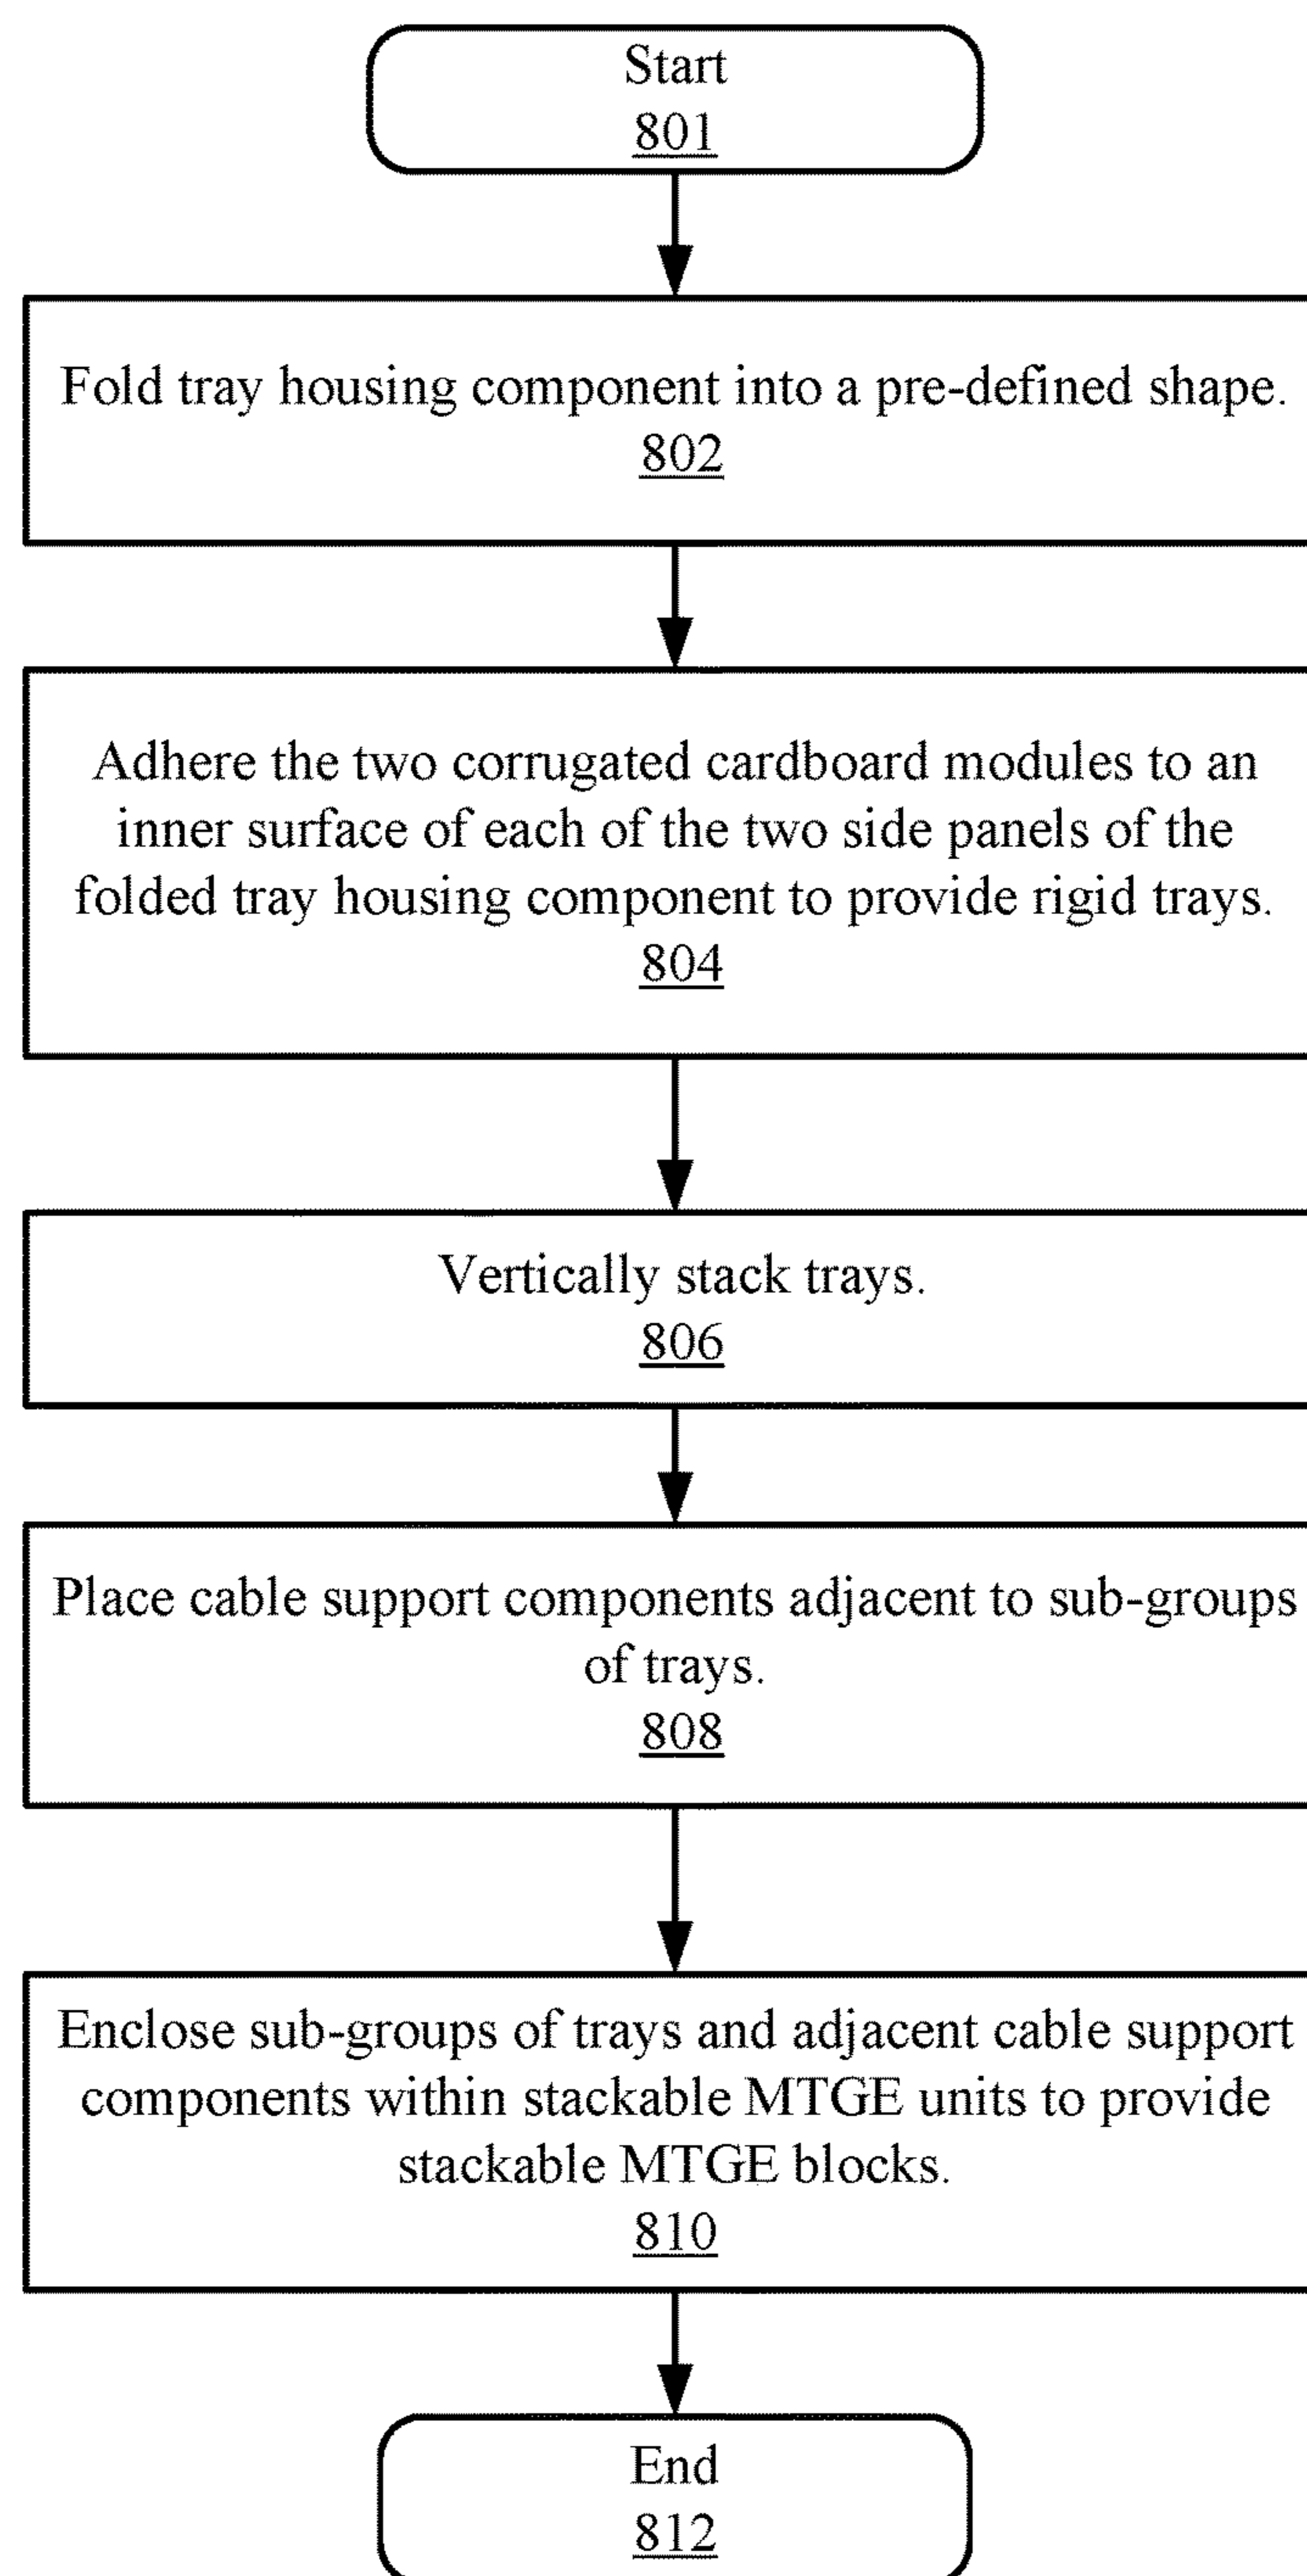 Start
801
Fold tray housing component into a pre-defined shape.
802
Adhere the two corrugated cardboard modules to an
inner surface of each of the two side panels of the
folded tray housing component to provide rigid trays.
804
Vertically stack trays.
806
Place cable support components adjacent to sub-groups
of trays.
808
Enclose sub-groups of trays and adjacent cable support
components within stackable MTGE units to provide
stackable MTGE blocks.
810
End
812